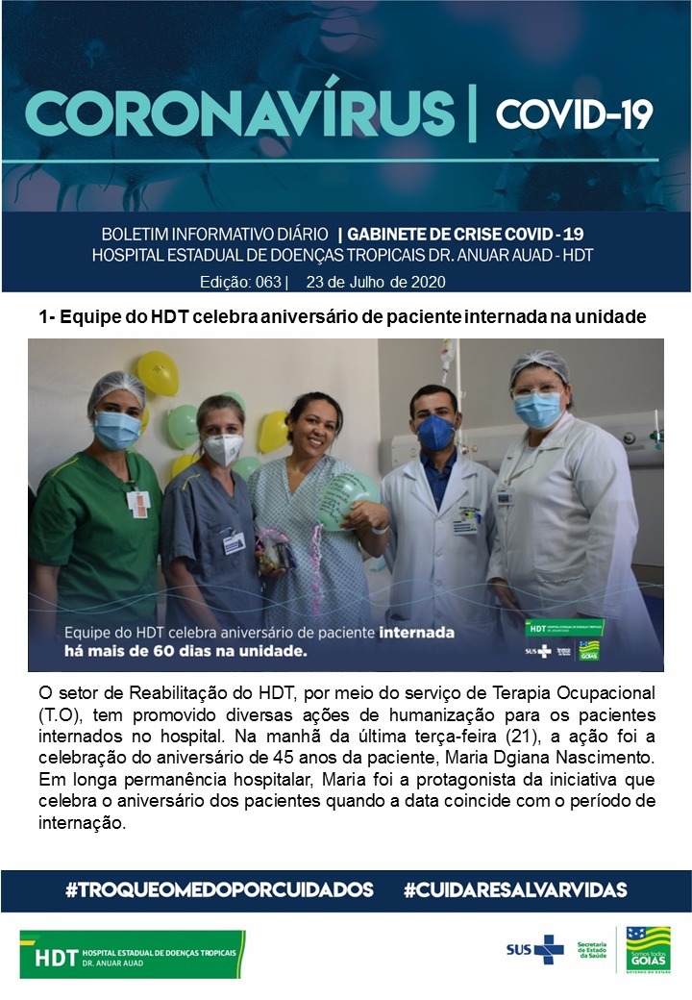 CORONAVÍRUS| COVID-19
BOLETIM INFORMATIVO DIÁRIO | GABINETE DE CRISE COVID - 19
HOSPITAL ESTADUAL DE DOENÇAS TROPICAIS DR. ANUAR AUAD - HDT
Edição: 063 | 23 de Julho de 2020
1- Equipe do HDT celebra aniversário de paciente internada na unidade
Equipe do HDT celebra aniversário de paciente internada
há mais de 60 dias na unidade.
HDT HOSPITAL ESTADUAL DE DOENÇAS TROPICAIS
DR. ANUAR AUAD
SUS Secretaria de Estado da Saúde GOIÁS
O setor de Reabilitação do HDT, por meio do serviço de Terapia Ocupacional
(T.O), tem promovido diversas ações de humanização para os pacientes
internados no hospital. Na manhã da última terça-feira (21), a ação foi a
celebração do aniversário de 45 anos da paciente, Maria Dgiana Nascimento.
Em longa permanência hospitalar, Maria foi a protagonista da iniciativa que
celebra o aniversário dos pacientes quando a data coincide com o período de
internação.
#TROQUEOMEDOPORCUIDADOS #CUIDARESALVARVIDAS
HDT HOSPITAL ESTADUAL DE DOENÇAS TROPICAIS
DR. ANUAR AUAD
SUS
Secretaria
de Estado
da Saúde
Somos todos
GOIÁS
GOVERNO DO ESTADO